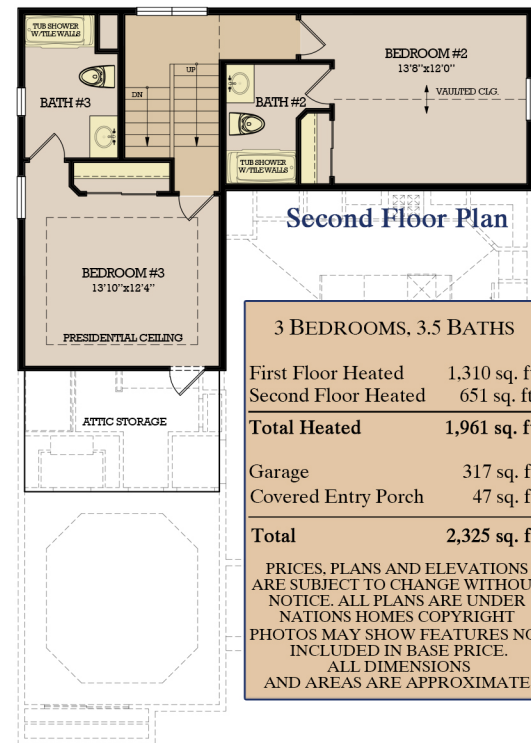 TUB SHOWER
W/TILE WALLS
BATH #3
UP
DN
BATH #2
TUB SHOWER
W/TILE WALLS
BEDROOM #2
13'8"x12'0"
VAULTED CLG.
Second Floor Plan
BEDROOM #3
13'10"x12'4"
PRESIDENTIAL CEILING
ATTIC STORAGE
3 BEDROOMS, 3.5 BATHS
First Floor Heated 1,310 sq. f
Second Floor Heated 651 sq. ft
Total Heated 1,961 sq. f
Garage 317 sq. f
Covered Entry Porch 47 sq. f
Total 2,325 sq. f
PRICES, PLANS AND ELEVATIONS
ARE SUBJECT TO CHANGE WITHOU
NOTICE. ALL PLANS ARE UNDER
NATIONS HOMES COPYRIGHT
PHOTOS MAY SHOW FEATURES NO
INCLUDED IN BASE PRICE.
ALL DIMENSIONS
AND AREAS ARE APPROXIMATE